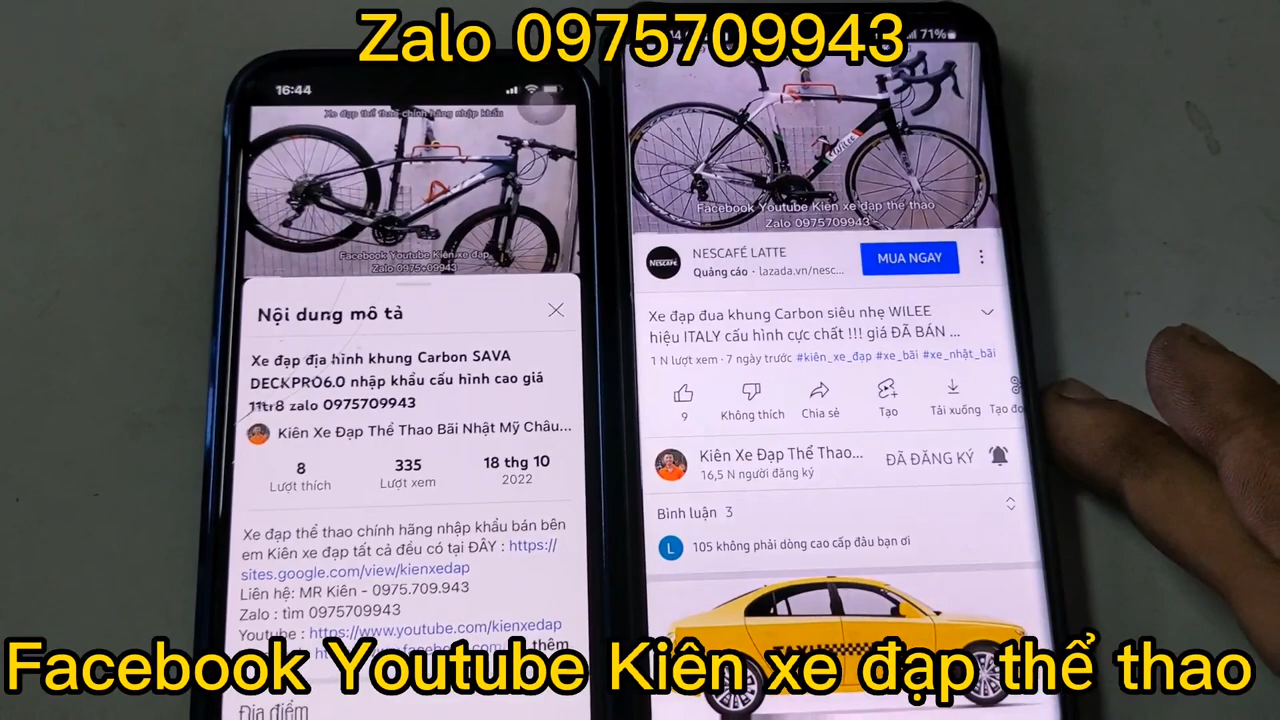 Zalo 0975709943
16:44
Xe đạp thể thao chính hãng nhập khẩu
Facebook Youtube Kiên xe đạp
Nội dung mô tả
Xe đạp địa hình khung Carbon SAVA
DECKPRO6.0 nhập khẩu cấu hình cao giá
11tr8 zalo 0975709943
Kiên Xe Đạp Thể Thao Bãi Nhật Mỹ Châu...
8
Lượt thích
335
Lượt xem
18 thg 10
2022
Xe đạp thể thao chính hãng nhập khẩu bán bên
em Kiên xe đạp tất cả đều có tại ĐÂY : https://
sites.google.com/view/kienxedap
Liên hệ: MR Kiên - 0975.709.943
Zalo : tìm 0975709943
Youtube : https://www.youtube.com/kienxedap
thêm
Địa điểm
71%
Facebook Youtube Kiên xe đạp thể thao
Zalo 0975709943
NESCAFÉ
NESCAFÉ LATTE
Quảng cáo · lazada.vn/nesc...
MUA NGAY
Xe đạp đua khung Carbon siêu nhẹ WILEE
hiệu ITALY cấu hình cực chất !!! giá ĐÃ BÁN ...
1 N lượt xem · 7 ngày trước #kiên_xe_đạp #xe_bãi #xe_nhật_bãi
9
Không thích
Chia sẻ
Tạo
Tải xuống
Tạo đo
Kiên Xe Đạp Thể Thao...
16,5 N người đăng ký
ĐÃ ĐĂNG KÝ
Bình luận 3
L
105 không phải dòng cao cấp đâu bạn ơi
Facebook Youtube Kiên xe đạp thể thao